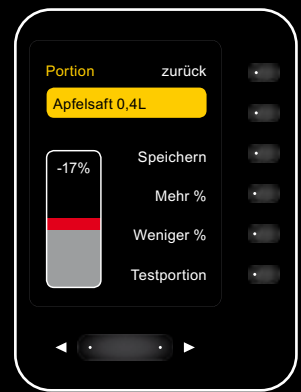 Portion zurück
Apfelsaft 0,4L
Speichern
-17%
Mehr %
Weniger %
Testportion